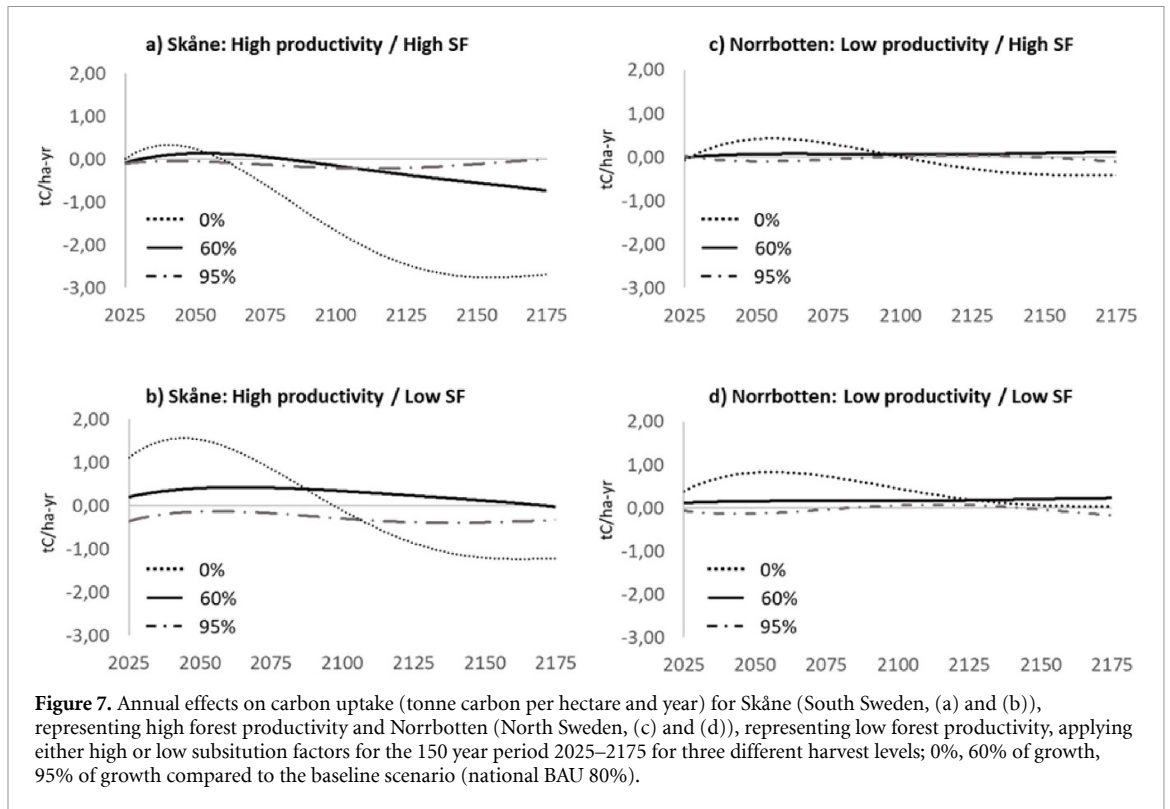 a) Skåne: High productivity / High SF
2,00
1,00
0,00
-1,00
-2,00
-3,00
tC/ha-yr
0%
60%
95%
2025 2050 2075 2100 2125 2150 2175
c) Norrbotten: Low productivity / High SF
2,00
1,00
0,00
-1,00
-2,00
-3,00
tC/ha-yr
0%
60%
95%
2025 2050 2075 2100 2125 2150 2175
b) Skåne: High productivity / Low SF
2,00
1,00
0,00
-1,00
-2,00
-3,00
tC/ha-yr
0%
60%
95%
2025 2050 2075 2100 2125 2150 2175
d) Norrbotten: Low productivity / Low SF
2,00
1,00
0,00
-1,00
-2,00
-3,00
tC/ha-yr
0%
60%
95%
2025 2050 2075 2100 2125 2150 2175
Figure 7. Annual effects on carbon uptake (tonne carbon per hectare and year) for Skåne (South Sweden, (a) and (b)),
representing high forest productivity and Norrbotten (North Sweden, (c) and (d)), representing low forest productivity, applying
either high or low subsitution factors for the 150 year period 2025–2175 for three different harvest levels; 0%, 60% of growth,
95% of growth compared to the baseline scenario (national BAU 80%).